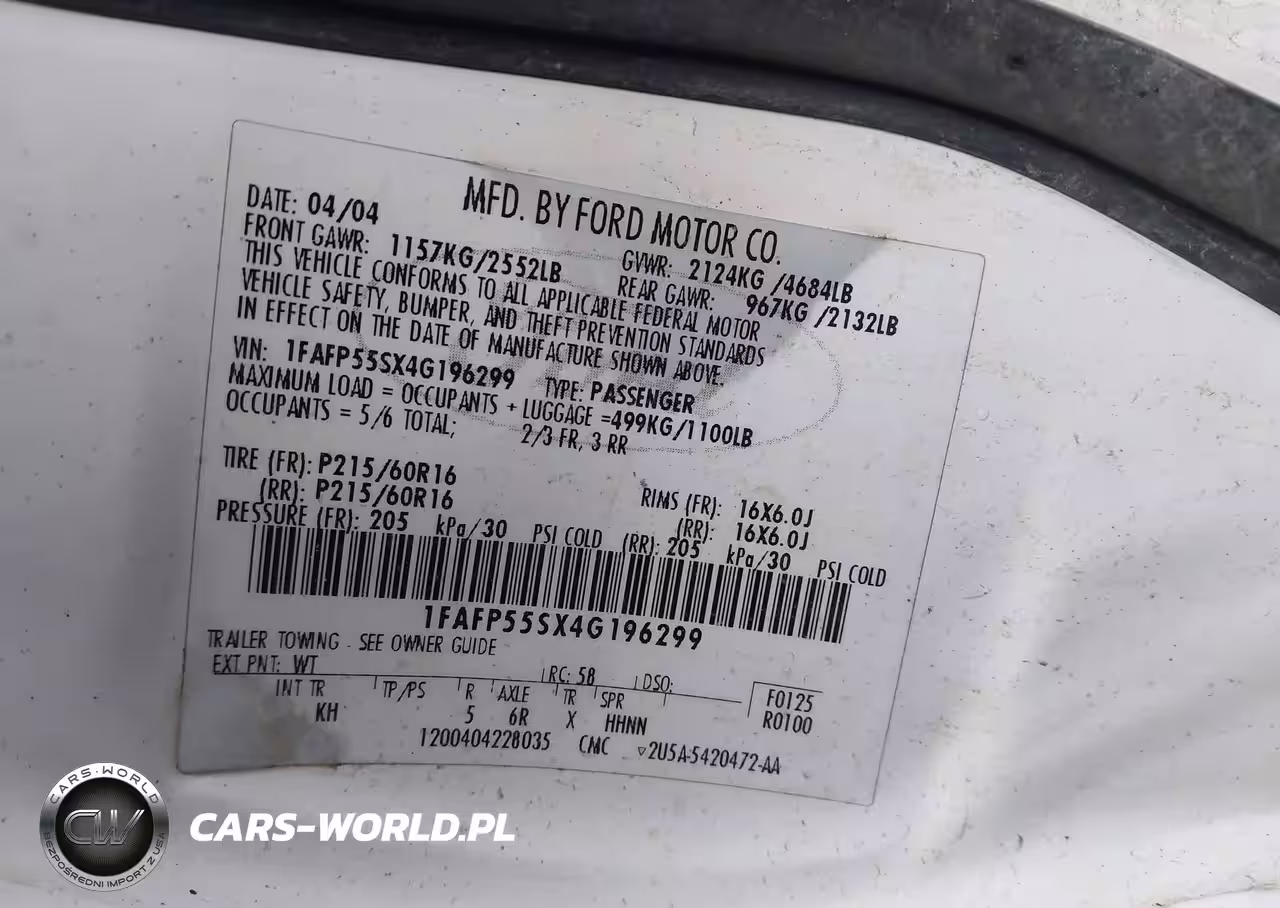 MFD. BY FORD MOTOR CO.
DATE: 04/04
GVWR: 2124KG /4684LB
FRONT GAWR: 1157KG/2552LB
REAR GAWR: 967KG /2132LB
THIS VEHICLE CONFORMS TO ALL APPLICABLE FEDERAL MOTOR
VEHICLE SAFETY, BUMPER, AND THEFT PREVENTION STANDARDS
IN EFFECT ON THE DATE OF MANUFACTURE SHOWN ABOVE.
VIN: 1FAFP55SX4G196299 TYPE: PASSENGER
MAXIMUM LOAD = OCCUPANTS + LUGGAGE =499KG/1100LB
OCCUPANTS = 5/6 TOTAL; 2/3 FR, 3 RR
TIRE (FR): P215/60R16 RIMS (FR): 16X6.0J
(RR): P215/60R16 (RR): 16X6.0J
PRESSURE (FR): 205 kPa/30 PSI COLD (RR): 205 kPa/30 PSI COLD
1FAFP55SX4G196299
TRAILER TOWING - SEE OWNER GUIDE
EXT PNT: WT RC: 58 DSO:
INT TR TP/PS R AXLE TR SPR F0125
KH 5 6R X HHNN R0100
1200404228035 CMC ▽2U5A-5420472-AA
CARS-WORLD
CW
BEZPOŚREDNI IMPORT Z USA
CARS-WORLD.PL